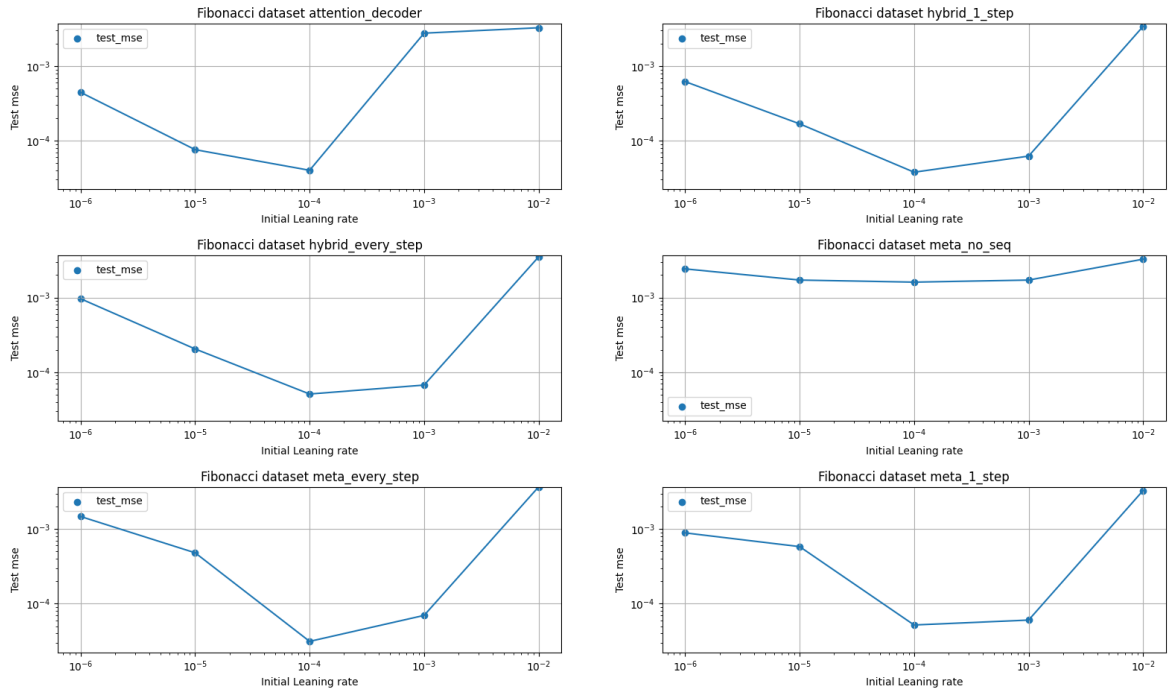 Fibonacci dataset attention_decoder
test_mse
Test mse
10⁻³
10⁻⁴
10⁻⁶ 10⁻⁵ 10⁻⁴ 10⁻³ 10⁻²
Initial Leaning rate
Fibonacci dataset hybrid_1_step
test_mse
Test mse
10⁻³
10⁻⁴
10⁻⁶ 10⁻⁵ 10⁻⁴ 10⁻³ 10⁻²
Initial Leaning rate
Fibonacci dataset hybrid_every_step
test_mse
Test mse
10⁻³
10⁻⁴
10⁻⁶ 10⁻⁵ 10⁻⁴ 10⁻³ 10⁻²
Initial Leaning rate
Fibonacci dataset meta_no_seq
Test mse
10⁻³
10⁻⁴
test_mse
10⁻⁶ 10⁻⁵ 10⁻⁴ 10⁻³ 10⁻²
Initial Leaning rate
Fibonacci dataset meta_every_step
test_mse
Test mse
10⁻³
10⁻⁴
10⁻⁶ 10⁻⁵ 10⁻⁴ 10⁻³ 10⁻²
Initial Leaning rate
Fibonacci dataset meta_1_step
test_mse
Test mse
10⁻³
10⁻⁴
10⁻⁶ 10⁻⁵ 10⁻⁴ 10⁻³ 10⁻²
Initial Leaning rate